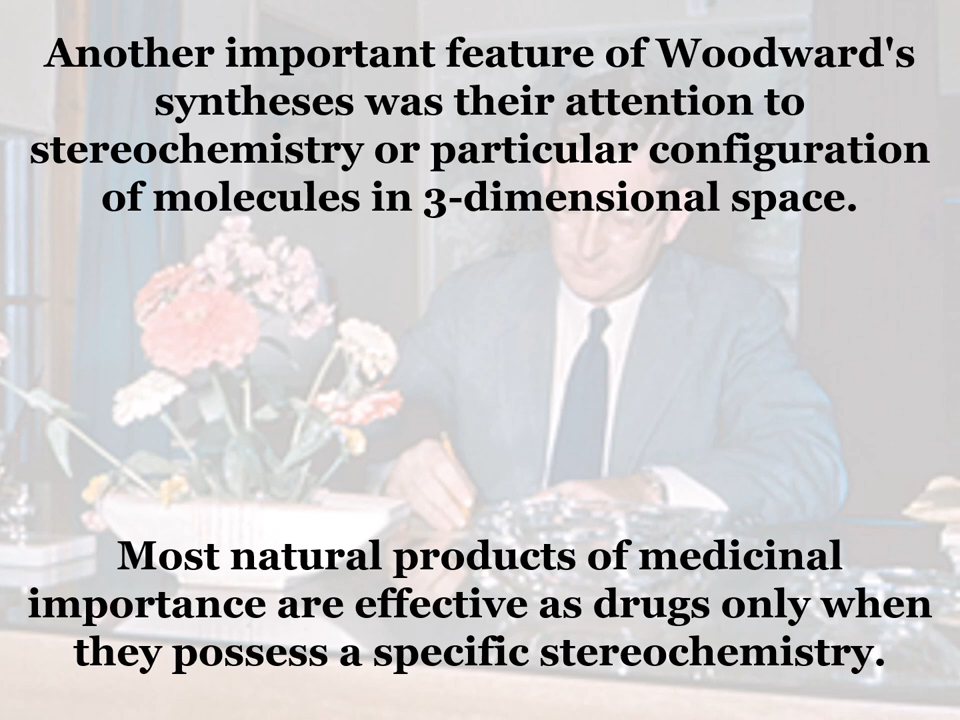 Another important feature of Woodward's
syntheses was their attention to
stereochemistry or particular configuration
of molecules in 3-dimensional space.
Most natural products of medicinal
importance are effective as drugs only when
they possess a specific stereochemistry.